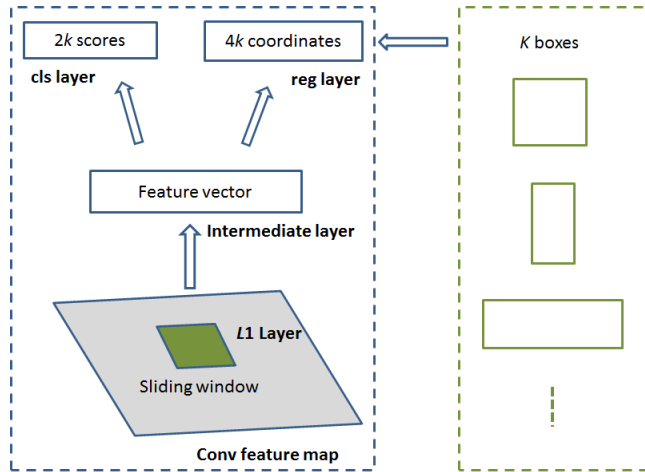 2k scores
4k coordinates
K boxes
cls layer
reg layer
Feature vector
Intermediate layer
L1 Layer
Sliding window
Conv feature map